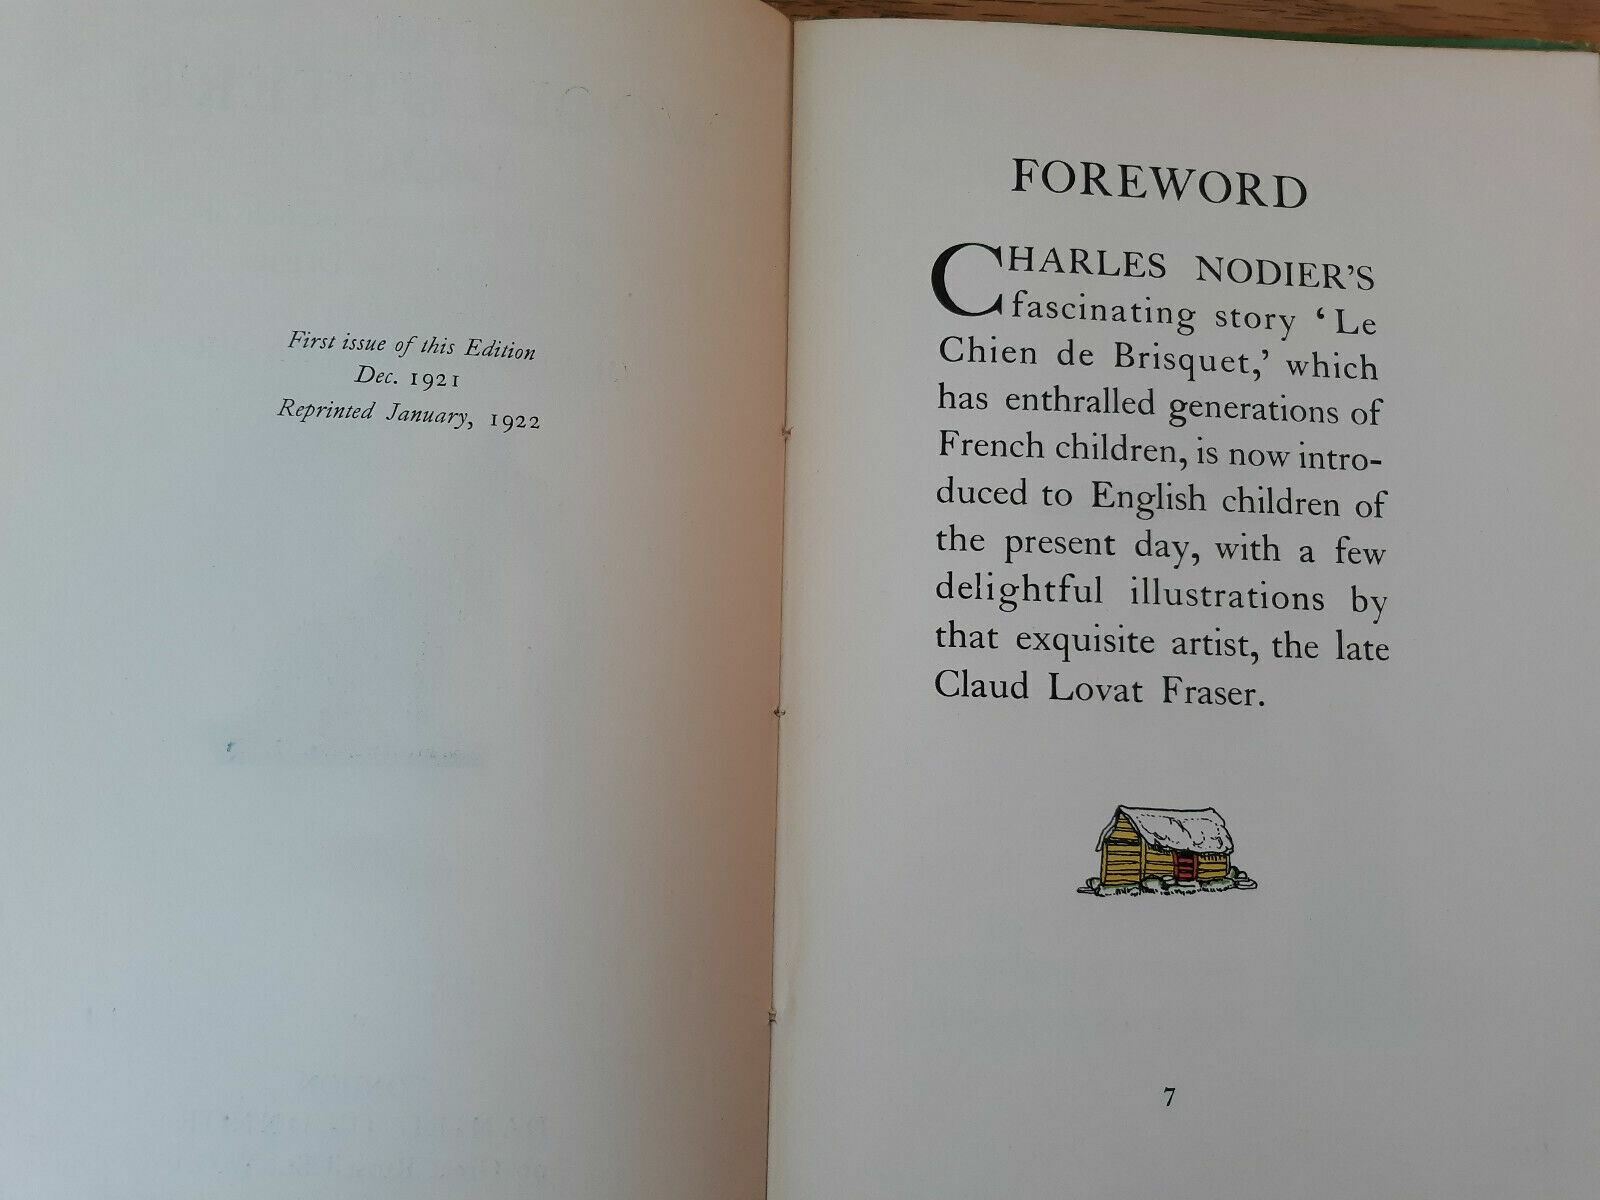 First issue of this Edition
Dec. 1921
Reprinted January, 1922
FOREWORD
CHARLES NODIER'S
fascinating story ‘Le
Chien de Brisquet,’ which
has enthralled generations of
French children, is now intro-
duced to English children of
the present day, with a few
delightful illustrations by
that exquisite artist, the late
Claud Lovat Fraser.
7